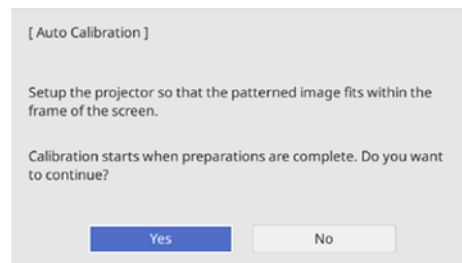 [ Auto Calibration ]
Setup the projector so that the patterned image fits within the
frame of the screen.
Calibration starts when preparations are complete. Do you want
to continue?
Yes No